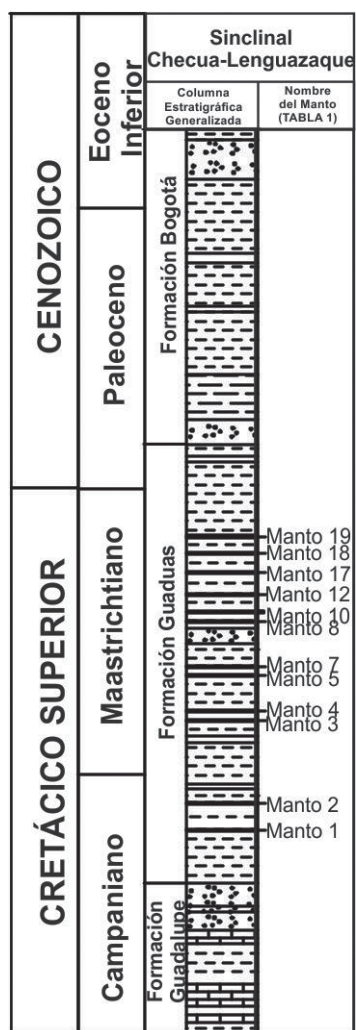 Sinclinal
Checua-Lenguazaque
Columna
Estratigráfica
Generalizada
Nombre
del Manto
(TABLA 1)
CENOZOICO
Eoceno
Inferior
Paleoceno
Formación Bogotá
CRETÁCICO SUPERIOR
Maastrichtiano
Campaniano
Formación Guaduas
Formación
Guadalupe
Manto 19
Manto 18
Manto 17
Manto 12
Manto 10
Manto 8
Manto 7
Manto 5
Manto 4
Manto 3
Manto 2
Manto 1